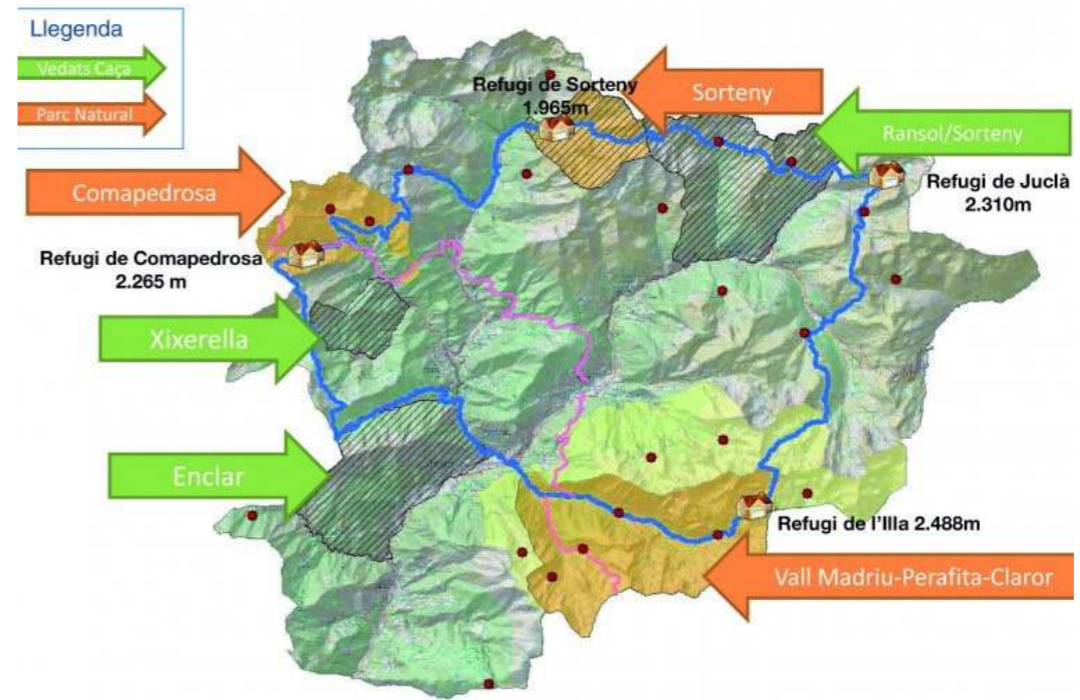 Llegenda
Vedats Caça
Parc Natural
Refugi de Sorteny
1.965m
Sorteny
Ransol/Sorteny
Comapedrosa
Refugi de Juclà
2.310m
Refugi de Comapedrosa
2.265 m
Xixerella
Enclar
Refugi de l'Illa 2.488m
Vall Madriu-Perafita-Claror